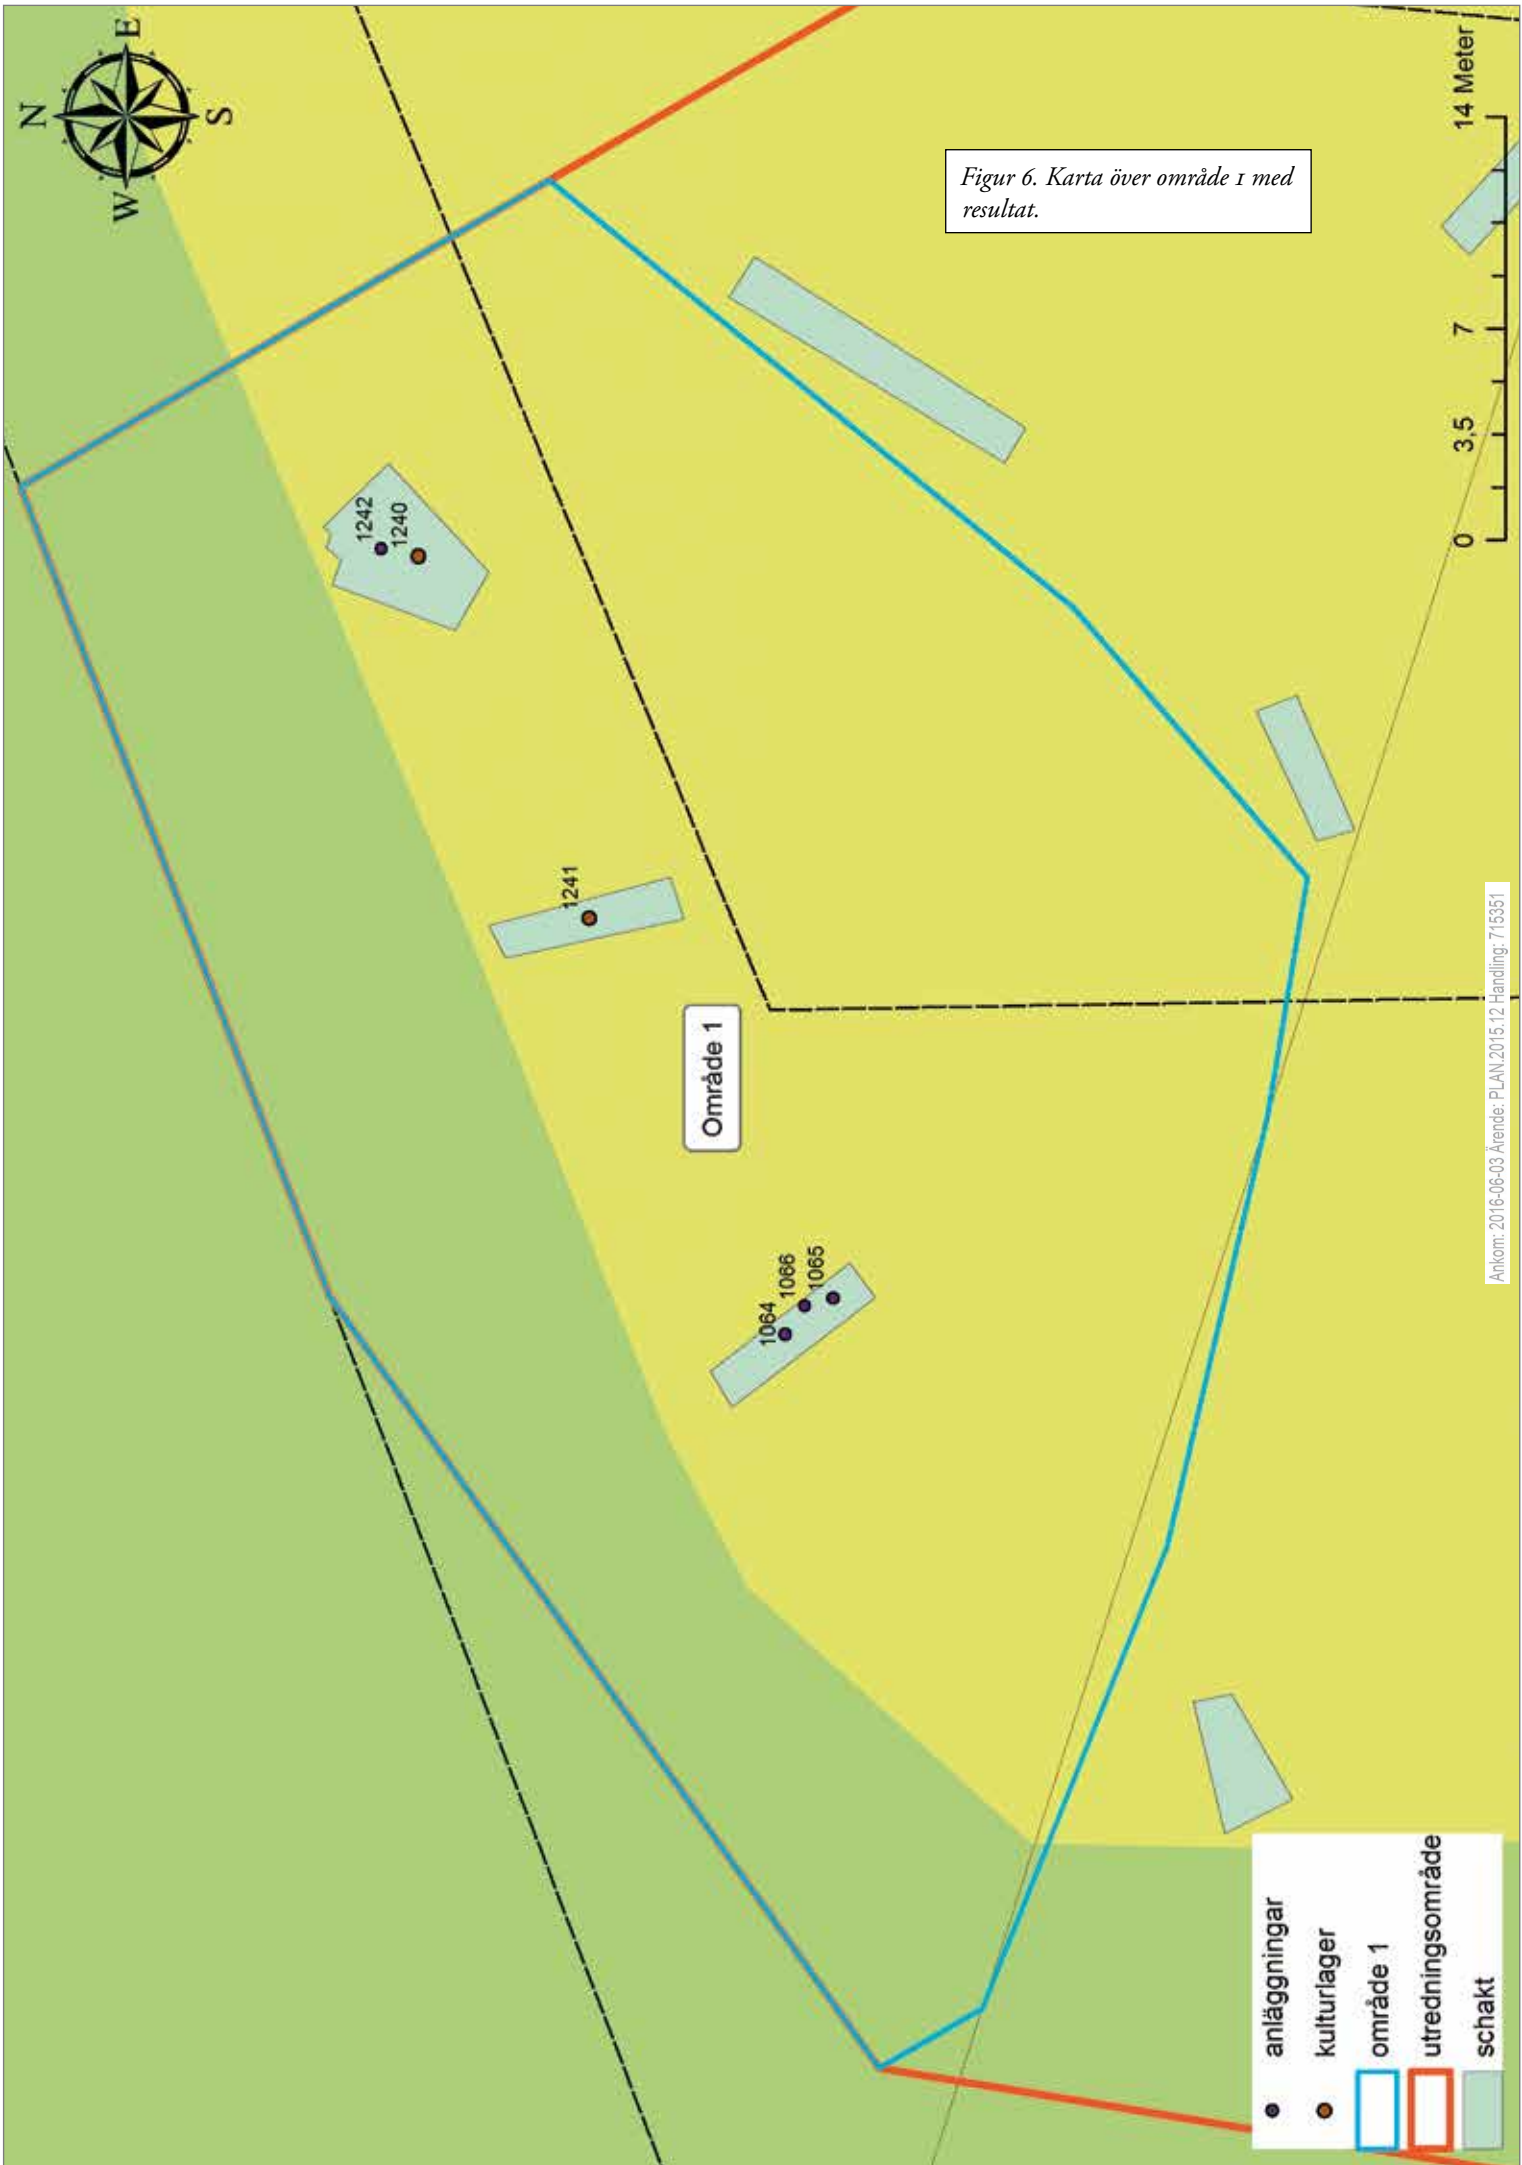 N
W
E
S
Figur 6. Karta över område 1 med
resultat.
1242
1240
1241
Område 1
1064
1066
1065
0
3,5
7
14 Meter
anläggningar
kulturlager
område 1
utredningsområde
schakt
Ankom: 2016-06-03 Ärende: PLAN.2015.12 Handling: 715351